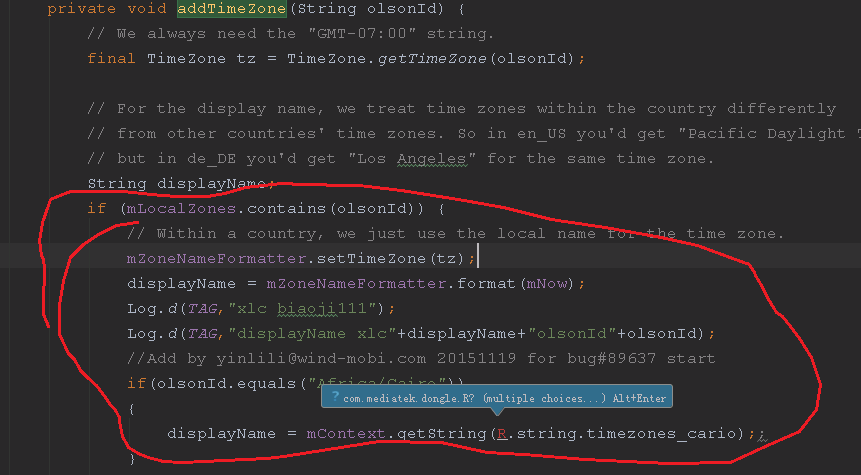 private void addTimeZone(String olsonId) {
// We always need the "GMT-07:00" string.
final TimeZone tz = TimeZone.getTimeZone(olsonId);
// For the display name, we treat time zones within the country differently
// from other countries' time zones. So in en_US you'd get "Pacific Daylight T
// but in de_DE you'd get "Los Angeles" for the same time zone.
String displayName;
if (mLocalZones.contains(olsonId)) {
// Within a country, we just use the local name for the time zone.
mZoneNameFormatter.setTimeZone(tz);
displayName = mZoneNameFormatter.format(mNow);
Log.d(TAG,"xlc biaoji111");
Log.d(TAG,"displayName xlc"+displayName+"olsonId"+olsonId);
//Add by yinlili@wind-mobi.com 20151119 for bug#89637 start
if(olsonId.equals("Africa/Cairo"))
? com.mediatek.dongle.R? (multiple choices...) Alt+Enter
{
displayName = mContext.getString(R.string.timezones_cario);;
}